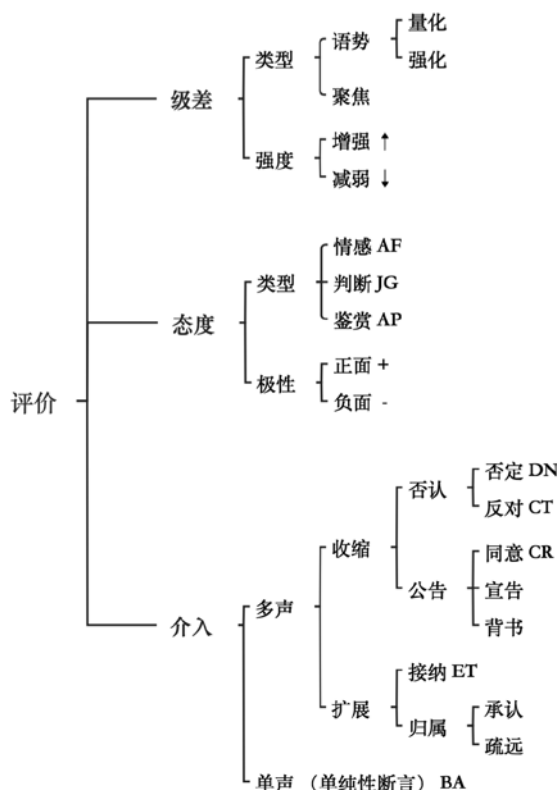 量化
语势
类型
强化
级差
聚焦
增强 ↑
强度
减弱 ↓
情感 AF
类型
判断 JG
态度
鉴赏 AP
正面 +
极性
评价
负面 -
否定 DN
否认
反对 CT
收缩
同意 CR
多声
公告
宣告
介入
背书
接纳 ET
扩展
承认
归属
疏远
单声 （单纯性断言） BA